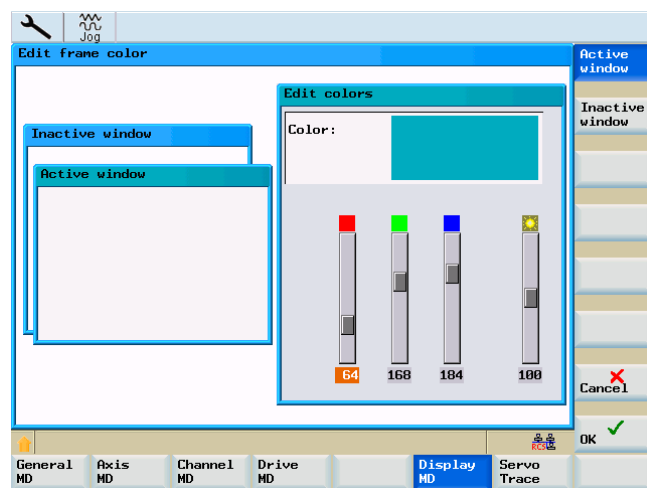 Jog
Edit frame color
Active
window
Edit colors
Inactive
window
Color:
Inactive window
Active window
64 168 184 100
Cancel
RCS
OK
General
MD
Axis
MD
Channel
MD
Drive
MD
Display
MD
Servo
Trace